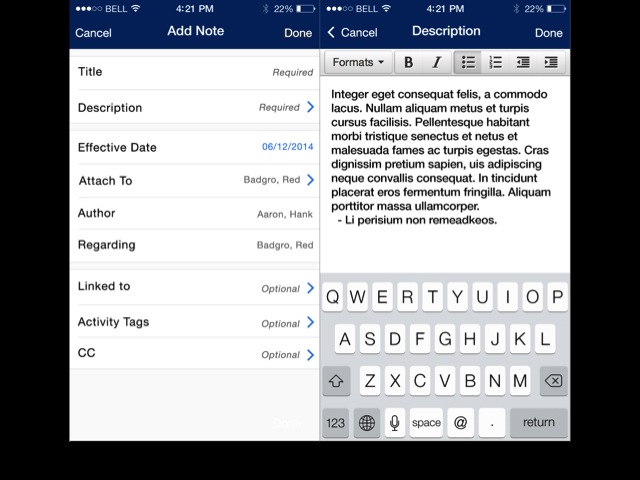 BELL 4:21 PM 22%
Cancel Add Note Done
Title Required
Description Required
Effective Date 06/12/2014
Attach To Badgro, Red
Author Aaron, Hank
Regarding Badgro, Red
Linked to Optional
Activity Tags Optional
CC Optional
Done
BELL 4:21 PM 22%
Cancel Description Done
Formats B I
Integer eget consequat felis, a commodo
lacus. Nullam aliquam metus et turpis
cursus facilisis. Pellentesque habitant
morbi tristique senectus et netus et
malesuada fames ac turpis egestas. Cras
dignissim pretium sapien, uis adipiscing
neque convallis consequat. In tincidunt
placerat eros fermentum fringilla. Aliquam
porttitor massa ullamcorper.
- Li perisium non remeadkeos.
Q W E R T Y U I O P
A S D F G H J K L
Z X C V B N M
123 space @ . return